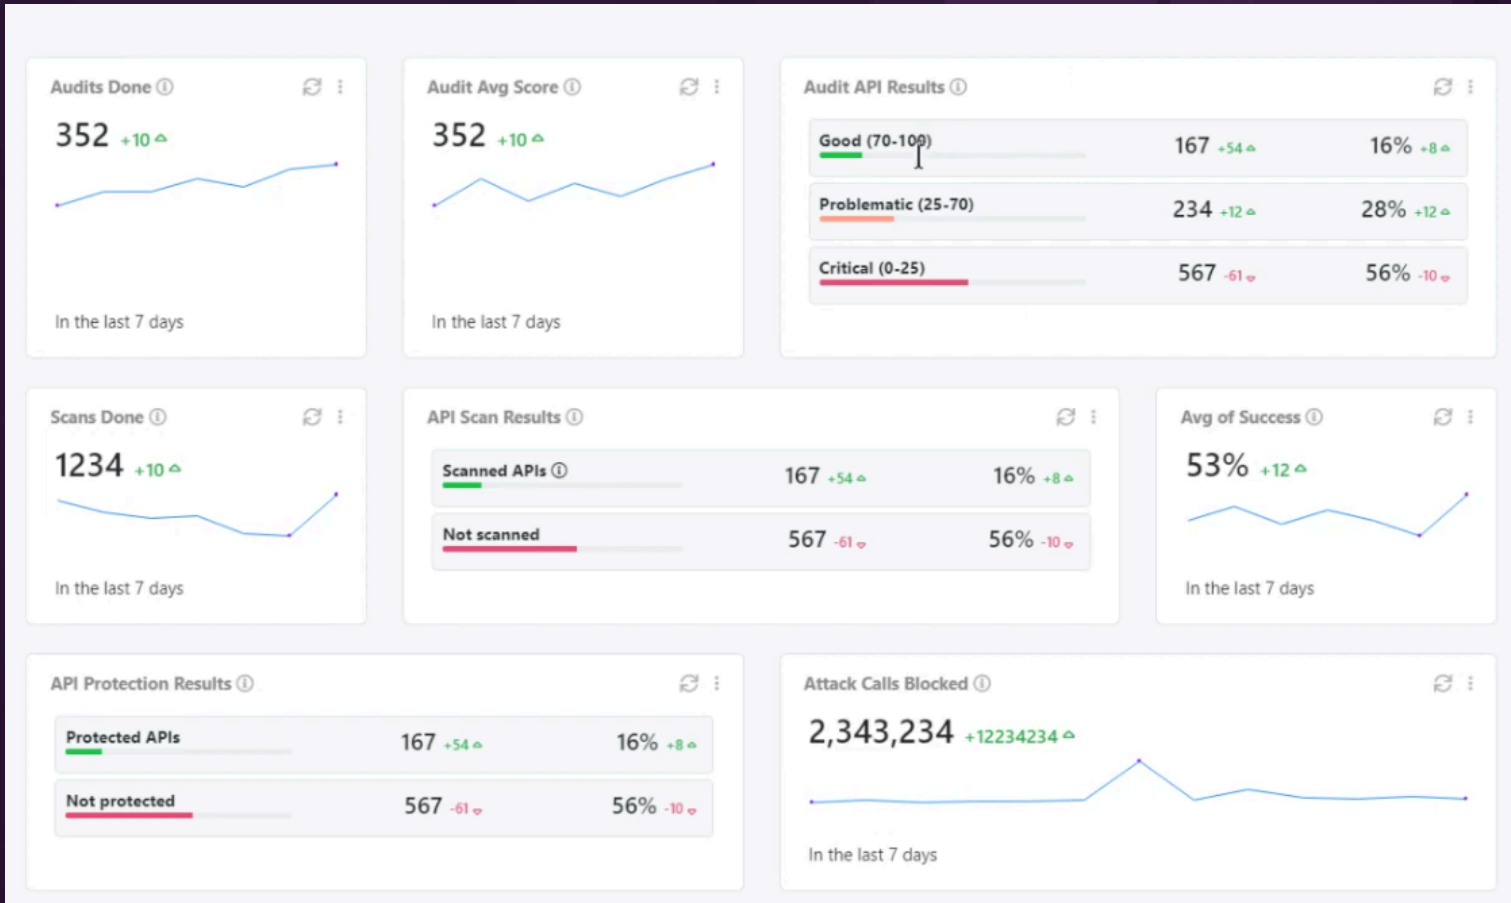 Audits Done
352 +10
In the last 7 days
Audit Avg Score
352 +10
In the last 7 days
Audit API Results
Good (70-100) 167 +54 16% +8
Problematic (25-70) 234 +12 28% +12
Critical (0-25) 567 -61 56% -10
Scans Done
1234 +10
In the last 7 days
API Scan Results
Scanned APIs 167 +54 16% +8
Not scanned 567 -61 56% -10
Avg of Success
53% +12
In the last 7 days
API Protection Results
Protected APIs 167 +54 16% +8
Not protected 567 -61 56% -10
Attack Calls Blocked
2,343,234 +12234234
In the last 7 days